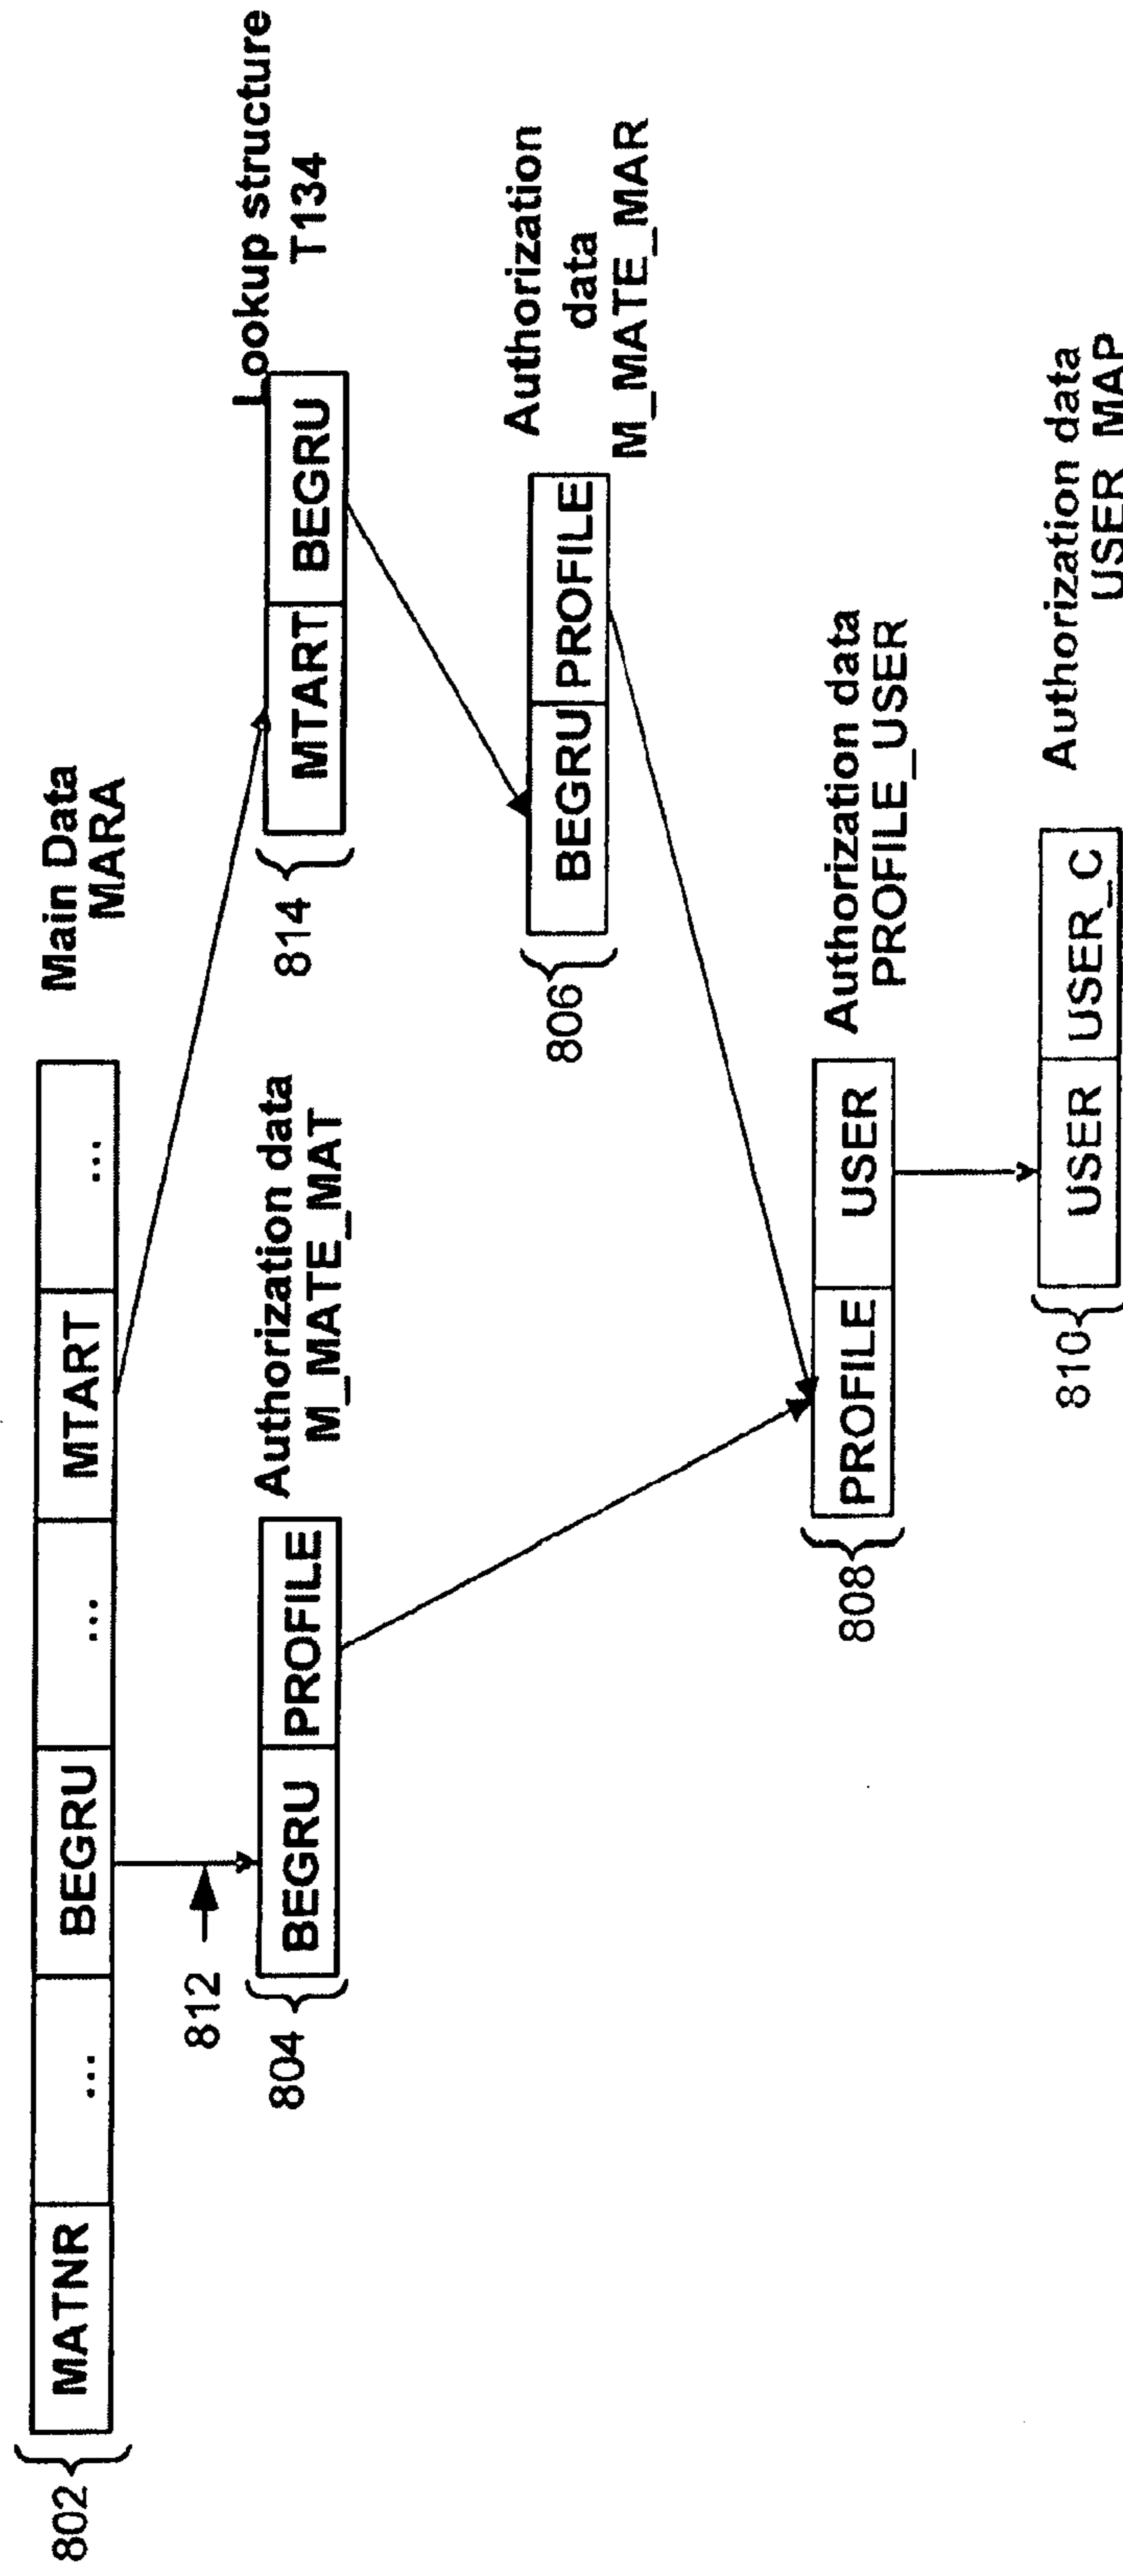 802
MATNR
...
BEGRU
...
MTART
...
Main Data
MARA
812
804
BEGRU
PROFILE
Authorization data
M_MATE_MAT
814
MTART
BEGRU
Lookup structure
T134
806
BEGRU
PROFILE
Authorization
data
M_MATE_MAR
808
PROFILE
USER
Authorization data
PROFILE_USER
810
USER
USER_C
Authorization data
USER_MAP